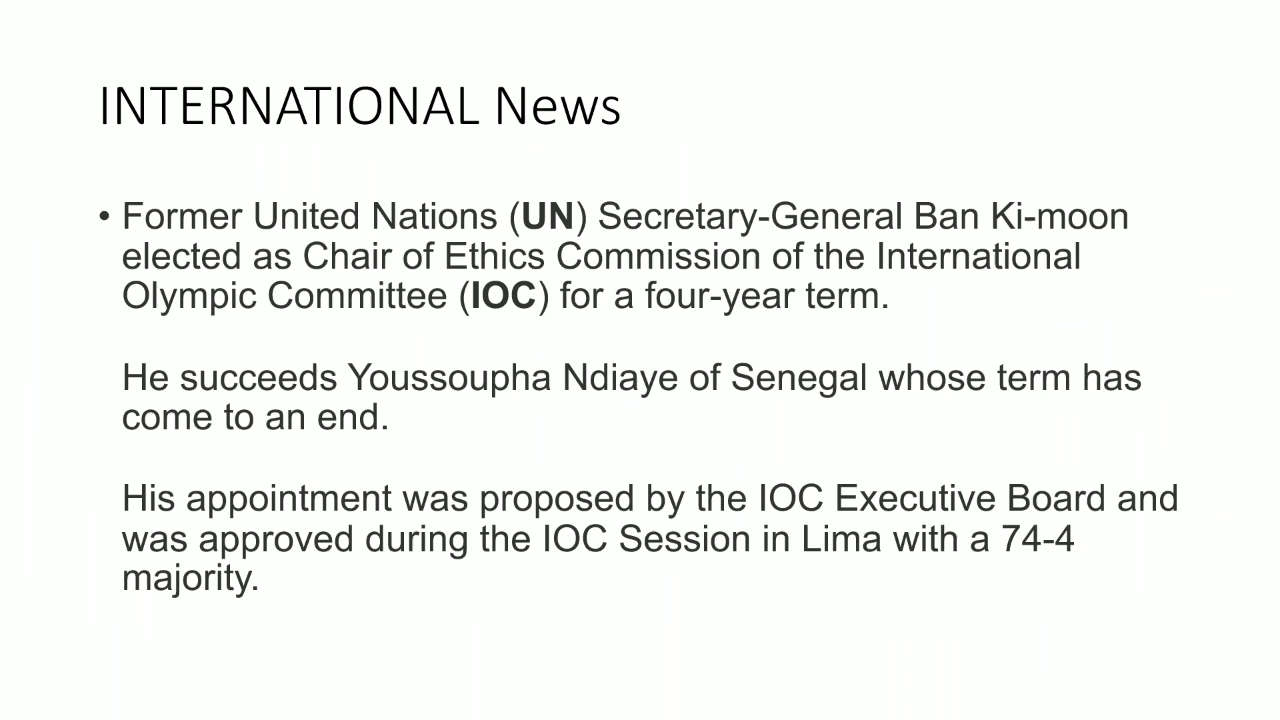 INTERNATIONAL News
• Former United Nations (UN) Secretary-General Ban Ki-moon
elected as Chair of Ethics Commission of the International
Olympic Committee (IOC) for a four-year term.
He succeeds Youssoupha Ndiaye of Senegal whose term has
come to an end.
His appointment was proposed by the IOC Executive Board and
was approved during the IOC Session in Lima with a 74-4
majority.